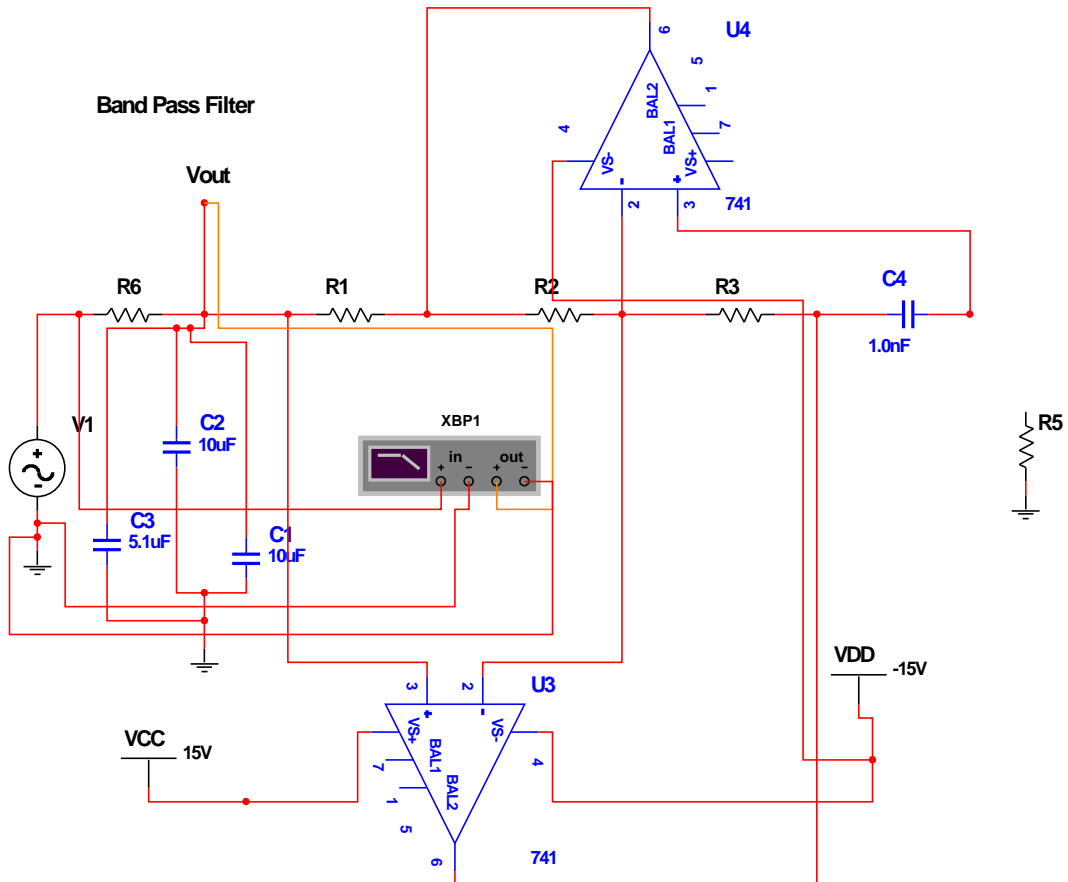 U4
6
5
1
7
4
BAL2
BAL1
VS+
VS-
-
+
2
3
741
Band Pass Filter
Vout
R6
R1
R2
R3
C4
1.0nF
R5
V1
+
-
C2
10uF
C3
5.1uF
C1
10uF
XBP1
in
out
+
-
+
-
VDD
-15V
VCC
15V
U3
3
2
+
-
VS+
VS-
BAL1
BAL2
7
1
5
4
6
741